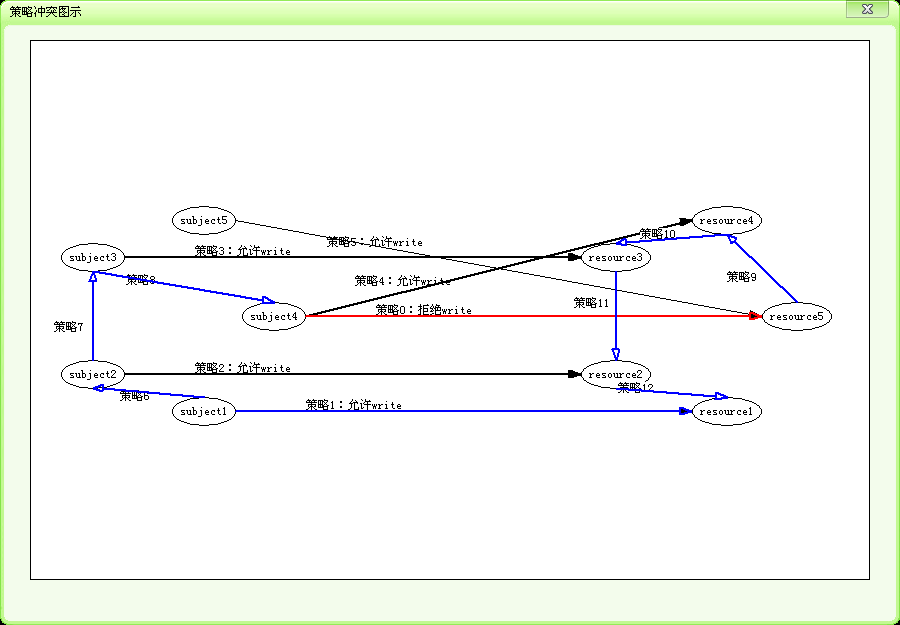 策略冲突图示
subject5
resource4
策略10
策略5：允许write
策略3：允许write
subject3
resource3
策略8
策略4：允许write
策略9
策略11
策略0：拒绝write
subject4
resource5
策略7
策略2：允许write
subject2
resource2
策略12
策略6
策略1：允许write
subject1
resource1